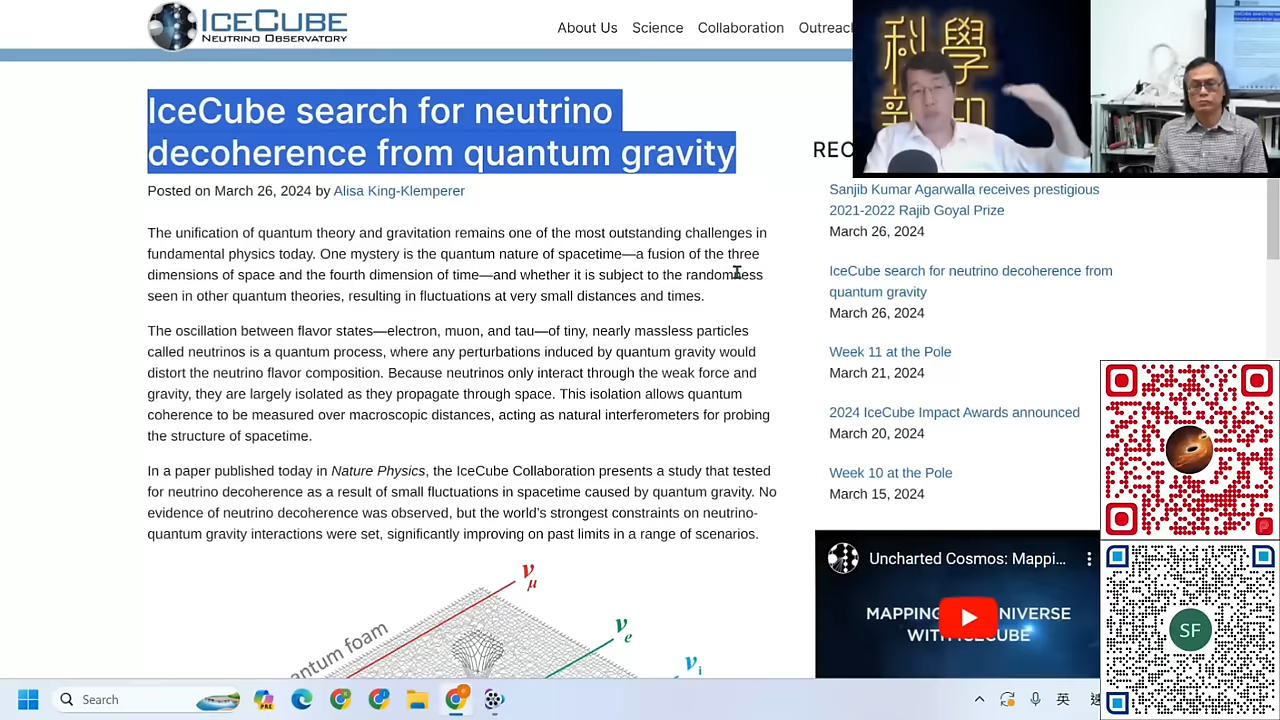 ICECUBE
NEUTRINO OBSERVATORY
About Us
Science
Collaboration
Outreac
科學
IceCube search for neutrino
decoherence from quantum gravity
Posted on March 26, 2024 by Alisa King-Klemperer
The unification of quantum theory and gravitation remains one of the most outstanding challenges in
fundamental physics today. One mystery is the quantum nature of spacetime—a fusion of the three
dimensions of space and the fourth dimension of time—and whether it is subject to the randomness
seen in other quantum theories, resulting in fluctuations at very small distances and times.
The oscillation between flavor states—electron, muon, and tau—of tiny, nearly massless particles
called neutrinos is a quantum process, where any perturbations induced by quantum gravity would
distort the neutrino flavor composition. Because neutrinos only interact through the weak force and
gravity, they are largely isolated as they propagate through space. This isolation allows quantum
coherence to be measured over macroscopic distances, acting as natural interferometers for probing
the structure of spacetime.
In a paper published today in Nature Physics, the IceCube Collaboration presents a study that tested
for neutrino decoherence as a result of small fluctuations in spacetime caused by quantum gravity. No
evidence of neutrino decoherence was observed, but the world's strongest constraints on neutrino-
quantum gravity interactions were set, significantly improving on past limits in a range of scenarios.
antum foam
νμ
νe
νi
REC
Sanjib Kumar Agarwalla receives prestigious
2021-2022 Rajib Goyal Prize
March 26, 2024
IceCube search for neutrino decoherence from
quantum gravity
March 26, 2024
Week 11 at the Pole
March 21, 2024
2024 IceCube Impact Awards announced
March 20, 2024
Week 10 at the Pole
March 15, 2024
Uncharted Cosmos: Mappi...
SF
Search
英